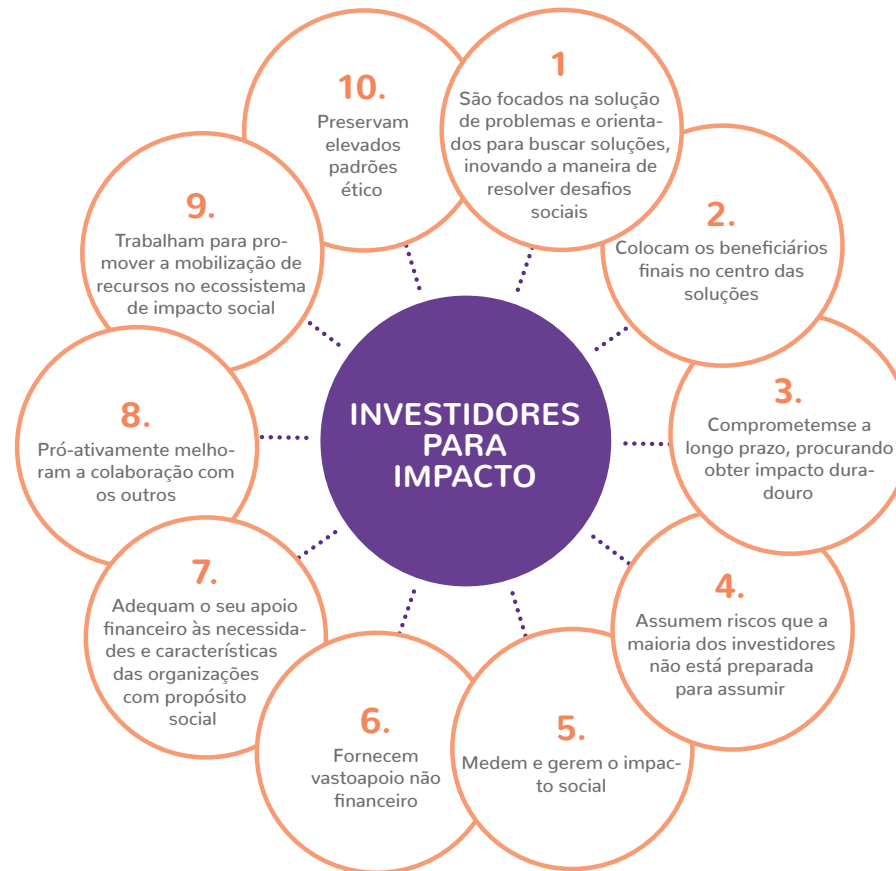 INVESTIDORES
PARA
IMPACTO
1
São focados na solução
de problemas e orienta-
dos para buscar soluções,
inovando a maneira de
resolver desafios
sociais
2.
Colocam os beneficiários
finais no centro das
soluções
3.
Comprometemse a
longo prazo, procurando
obter impacto dura-
douro
4.
Assumem riscos que a
maioria dos investidores
não está preparada
para assumir
5.
Medem e gerem o impac-
to social
6.
Fornecem
vastoapoio não
financeiro
7.
Adequam o seu apoio
financeiro às necessida-
des e características
das organizações
com propósito
social
8.
Pró-ativamente melho-
ram a colaboração com
os outros
9.
Trabalham para pro-
mover a mobilização de
recursos no ecossistema
de impacto social
10.
Preservam
elevados
padrões
ético